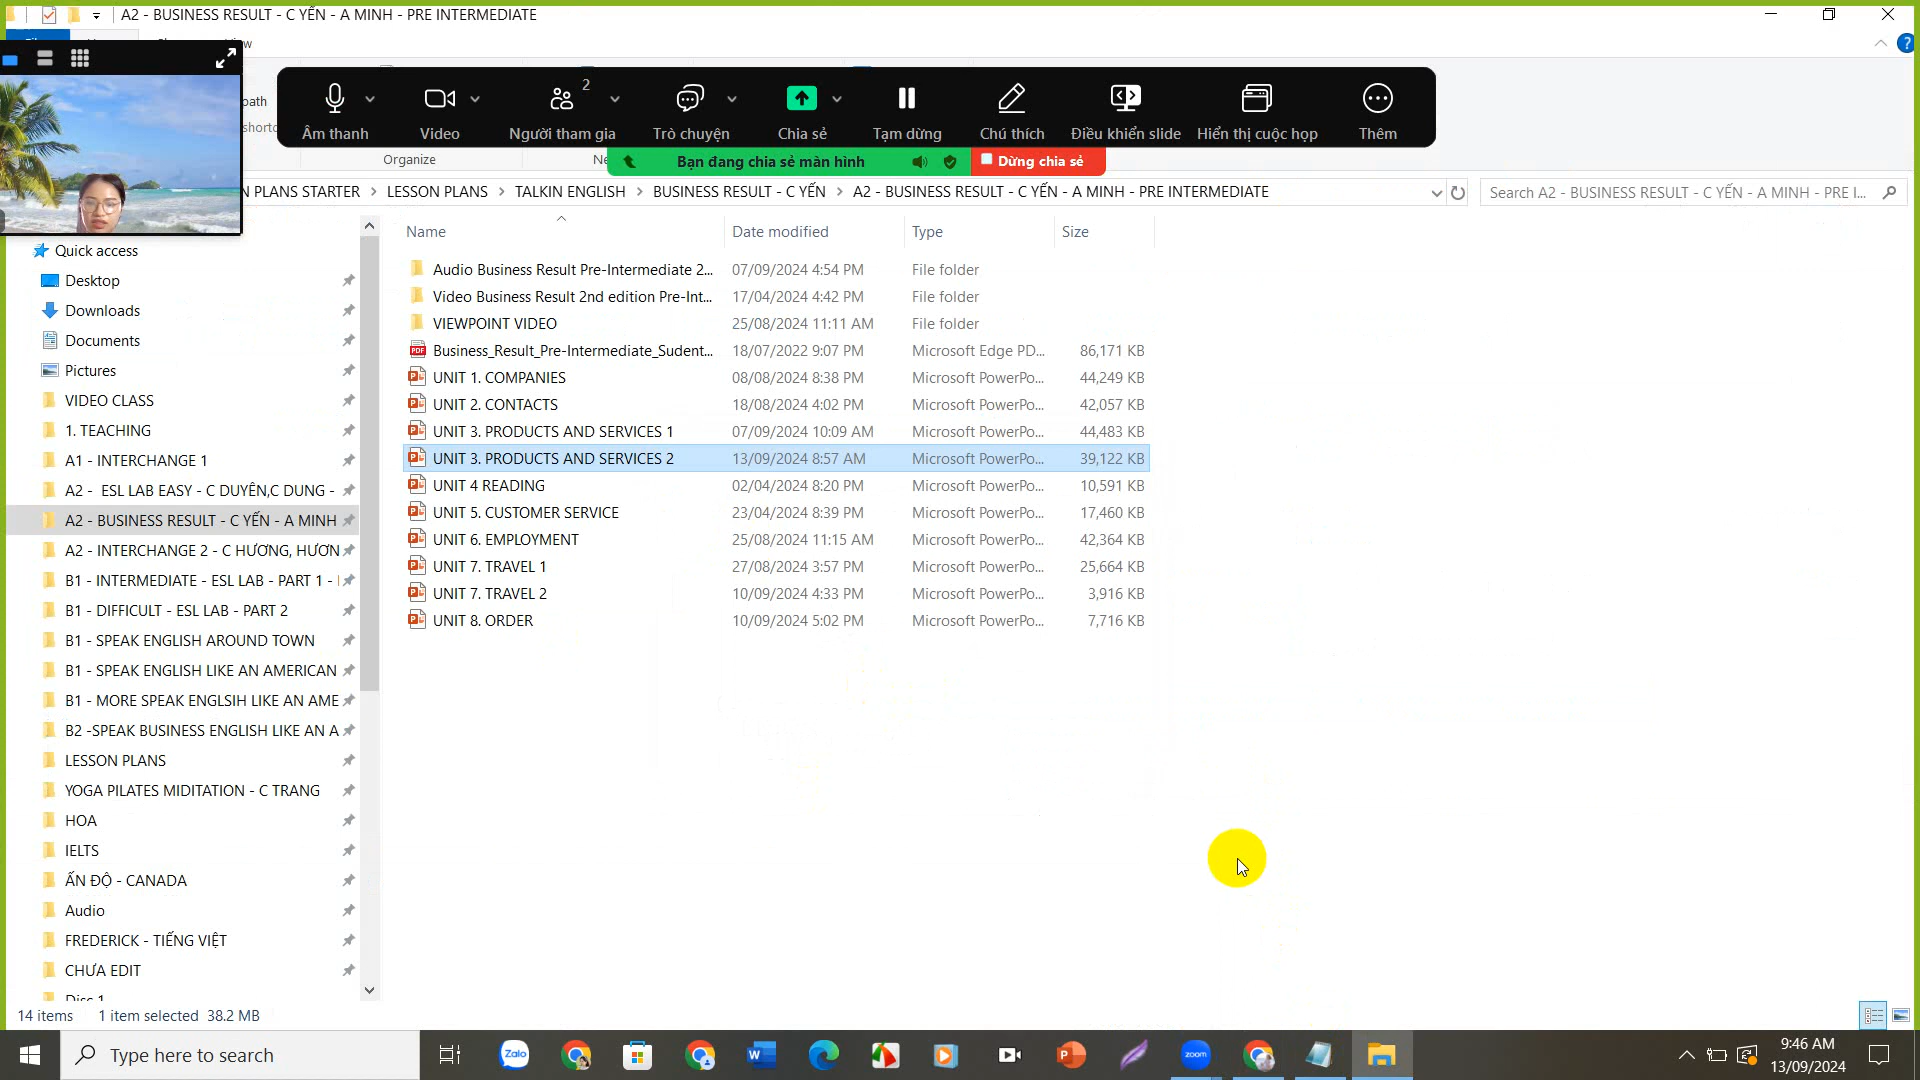 A2 - BUSINESS RESULT - C YẾN - A MINH - PRE INTERMEDIATE
2
Âm thanh
Video
Người tham gia
Trò chuyện
Chia sẻ
Tạm dừng
Chú thích
Điều khiển slide
Hiển thị cuộc họp
Thêm
Organize
Bạn đang chia sẻ màn hình
Dừng chia sẻ
N PLANS STARTER > LESSON PLANS > TALKIN ENGLISH > BUSINESS RESULT - C YẾN > A2 - BUSINESS RESULT - C YẾN - A MINH - PRE INTERMEDIATE
Search A2 - BUSINESS RESULT - C YẾN - A MINH - PRE I...
Quick access
Desktop
Downloads
Documents
Pictures
VIDEO CLASS
1. TEACHING
A1 - INTERCHANGE 1
A2 - ESL LAB EASY - C DUYÊN,C DUNG -
A2 - BUSINESS RESULT - C YẾN - A MINH
A2 - INTERCHANGE 2 - C HƯƠNG, HƯƠN
B1 - INTERMEDIATE - ESL LAB - PART 1 -
B1 - DIFFICULT - ESL LAB - PART 2
B1 - SPEAK ENGLISH AROUND TOWN
B1 - SPEAK ENGLISH LIKE AN AMERICAN
B1 - MORE SPEAK ENGLSIH LIKE AN AME
B2 -SPEAK BUSINESS ENGLISH LIKE AN A
LESSON PLANS
YOGA PILATES MIDITATION - C TRANG
HOA
IELTS
ẤN ĐỘ - CANADA
Audio
FREDERICK - TIẾNG VIỆT
CHƯA EDIT
Disc 1
Name Date modified Type Size
Audio Business Result Pre-Intermediate 2... 07/09/2024 4:54 PM File folder
Video Business Result 2nd edition Pre-Int... 17/04/2024 4:42 PM File folder
VIEWPOINT VIDEO 25/08/2024 11:11 AM File folder
Business_Result_Pre-Intermediate_Sudent... 18/07/2022 9:07 PM Microsoft Edge PD... 86,171 KB
UNIT 1. COMPANIES 08/08/2024 8:38 PM Microsoft PowerPo... 44,249 KB
UNIT 2. CONTACTS 18/08/2024 4:02 PM Microsoft PowerPo... 42,057 KB
UNIT 3. PRODUCTS AND SERVICES 1 07/09/2024 10:09 AM Microsoft PowerPo... 44,483 KB
UNIT 3. PRODUCTS AND SERVICES 2 13/09/2024 8:57 AM Microsoft PowerPo... 39,122 KB
UNIT 4 READING 02/04/2024 8:20 PM Microsoft PowerPo... 10,591 KB
UNIT 5. CUSTOMER SERVICE 23/04/2024 8:39 PM Microsoft PowerPo... 17,460 KB
UNIT 6. EMPLOYMENT 25/08/2024 11:15 AM Microsoft PowerPo... 42,364 KB
UNIT 7. TRAVEL 1 27/08/2024 3:57 PM Microsoft PowerPo... 25,664 KB
UNIT 7. TRAVEL 2 10/09/2024 4:33 PM Microsoft PowerPo... 3,916 KB
UNIT 8. ORDER 10/09/2024 5:02 PM Microsoft PowerPo... 7,716 KB
14 items 1 item selected 38.2 MB
Type here to search
Zalo
zoom
9:46 AM
13/09/2024